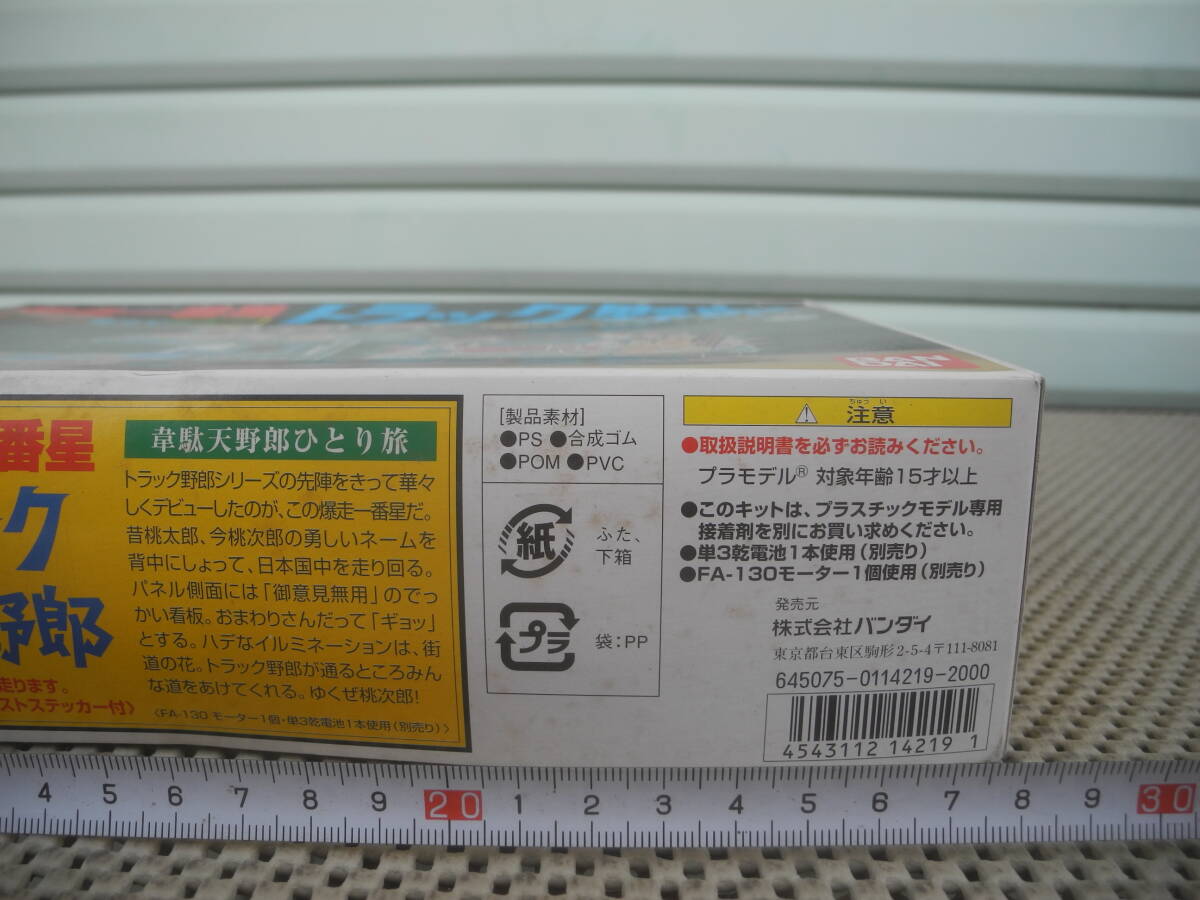 トラック野郎
BANDAI
番星
ク
野郎
走ります。
ストステッカー付〉
韋駄天野郎ひとり旅
トラック野郎シリーズの先陣をきって華々
しくデビューしたのが、この爆走一番星だ。
昔桃太郎、今桃次郎の勇しいネームを
背中にしょって、日本国中を走り回る。
パネル側面には「御意見無用」のでっ
かい看板。おまわりさんだって「ギョッ」
とする。ハデなイルミネーションは、街
道の花。トラック野郎が通るところみん
な道をあけてくれる。ゆくぜ桃次郎!
〈FA-130 モーター1個・単3乾電池1本使用(別売り)〉
[製品素材]
●PS ●合成ゴム
●POM ●PVC
紙
ふた、
下箱
プラ
袋:PP
ちゅう い
⚠ 注意
●取扱説明書を必ずお読みください。
プラモデル® 対象年齢15才以上
●このキットは、プラスチックモデル専用
接着剤を別にお買い求めください。
●単3乾電池1本使用(別売り)
●FA-130モーター1個使用(別売り)
発売元
株式会社バンダイ
東京都台東区駒形2-5-4〒111-8081
645075-0114219-2000
4543112 14219 1
4 5 6 7 8 9 20 1 2 3 4 5 6 7 8 9 30